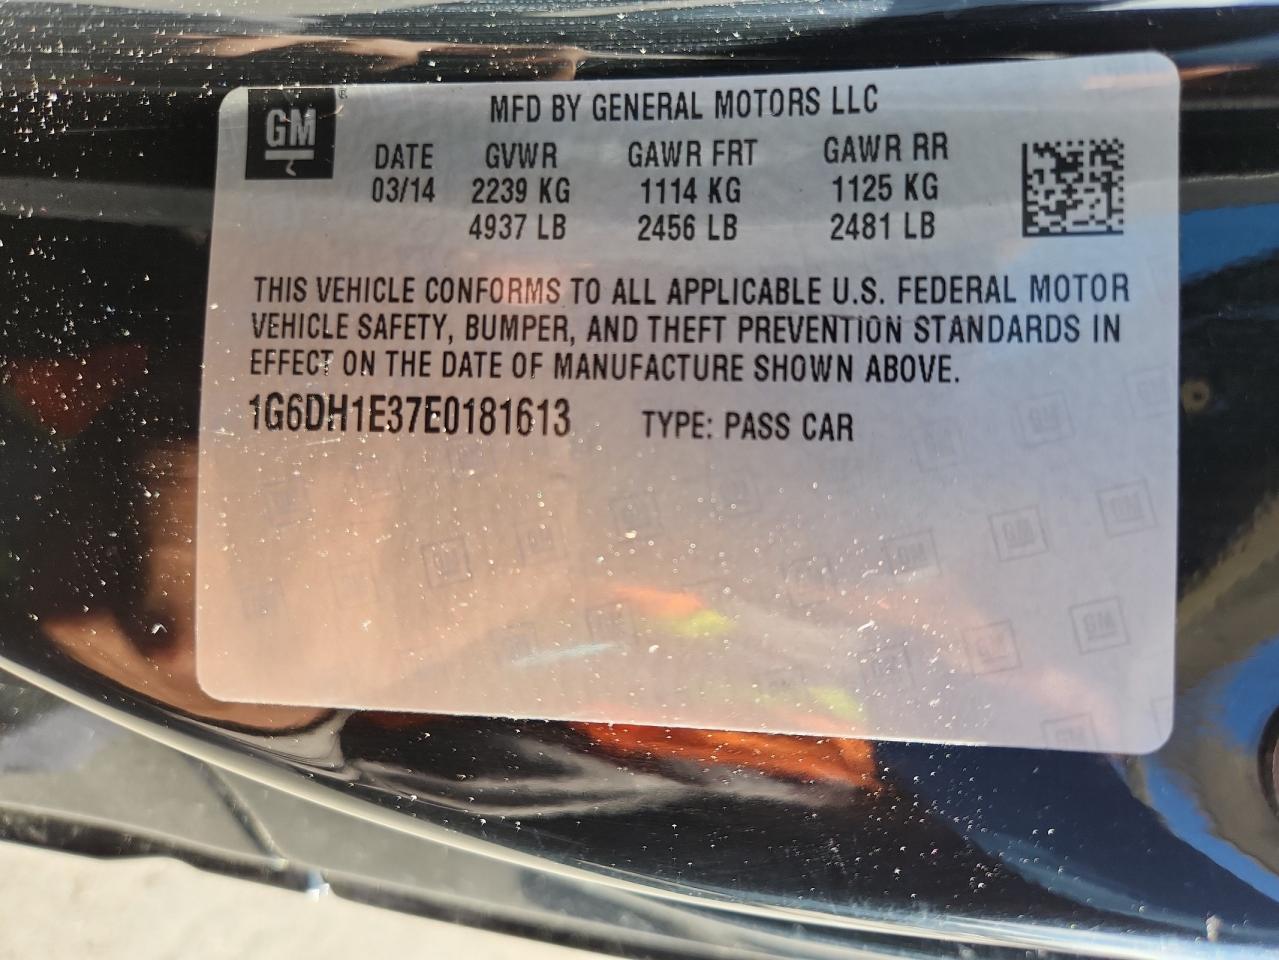 GM
MFD BY GENERAL MOTORS LLC
DATE GVWR GAWR FRT GAWR RR
03/14 2239 KG 1114 KG 1125 KG
4937 LB 2456 LB 2481 LB
THIS VEHICLE CONFORMS TO ALL APPLICABLE U.S. FEDERAL MOTOR
VEHICLE SAFETY, BUMPER, AND THEFT PREVENTION STANDARDS IN
EFFECT ON THE DATE OF MANUFACTURE SHOWN ABOVE.
1G6DH1E37E0181613 TYPE: PASS CAR